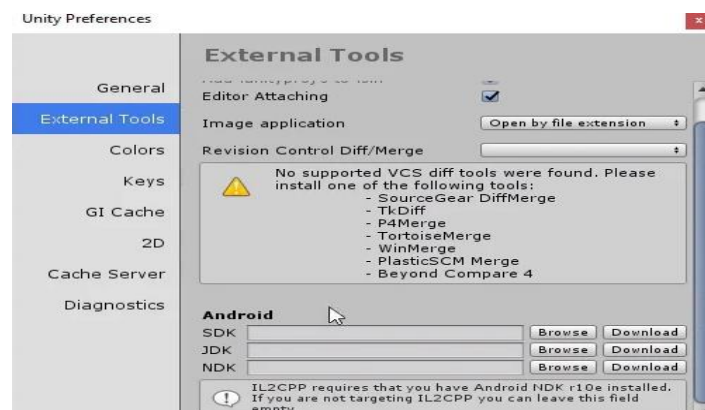 Unity Preferences
External Tools
General
External Tools
Colors
Keys
GI Cache
2D
Cache Server
Diagnostics
Editor Attaching
Image application
Open by file extension
Revision Control Diff/Merge
No supported VCS diff tools were found. Please
install one of the following tools:
- SourceGear DiffMerge
- TkDiff
- P4Merge
- TortoiseMerge
- WinMerge
- PlasticSCM Merge
- Beyond Compare 4
Android
SDK Browse Download
JDK Browse Download
NDK Browse Download
IL2CPP requires that you have Android NDK r10e installed.
If you are not targeting IL2CPP you can leave this field
empty